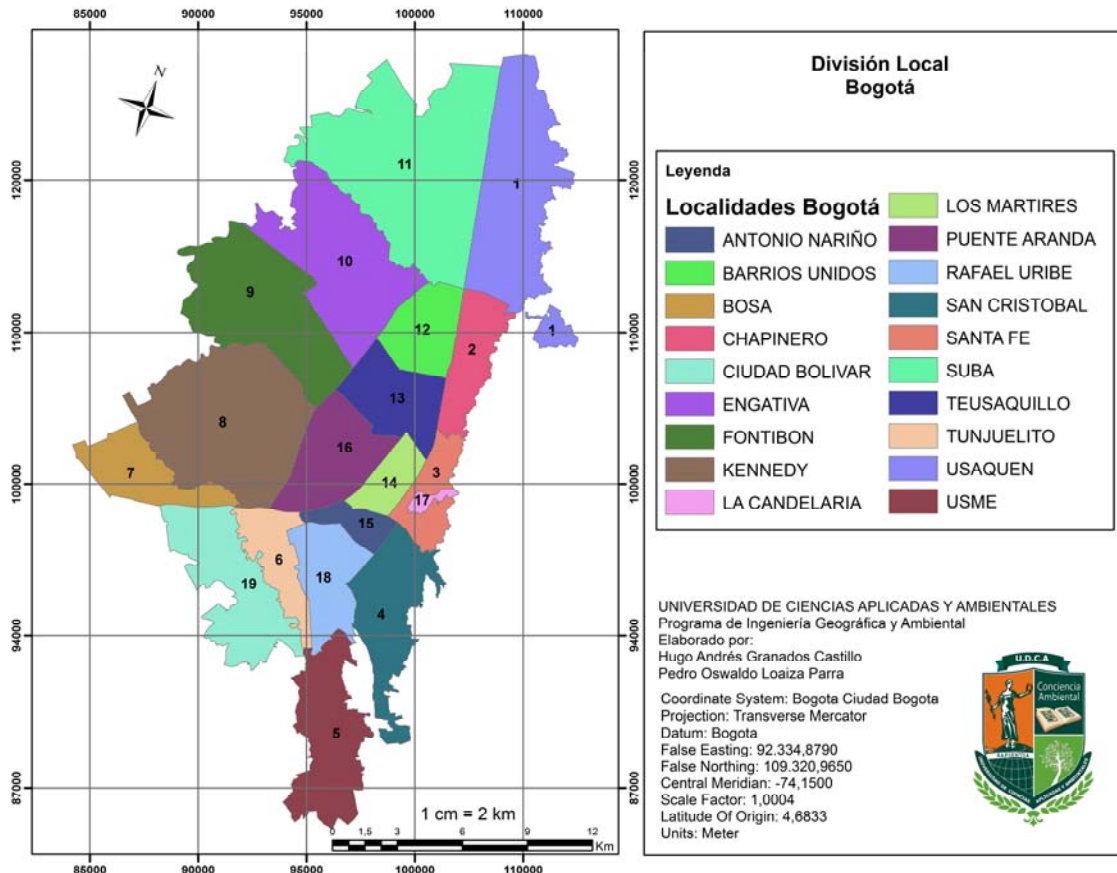 85000 90000 95000 100000 110000
N
120000
110000
100000
94000
87000
11
1
10
9
12
1
2
13
8
16
3
7
14
17
15
6
18
19
4
5
1 cm = 2 km
0 1,5 3 6 9 12
Km
120000
110000
100000
94000
87000
85000 90000 95000 100000 110000
División Local
Bogotá
Leyenda
Localidades Bogotá
ANTONIO NARIÑO
BARRIOS UNIDOS
BOSA
CHAPINERO
CIUDAD BOLIVAR
ENGATIVA
FONTIBON
KENNEDY
LA CANDELARIA
LOS MARTIRES
PUENTE ARANDA
RAFAEL URIBE
SAN CRISTOBAL
SANTA FE
SUBA
TEUSAQUILLO
TUNJUELITO
USAQUEN
USME
UNIVERSIDAD DE CIENCIAS APLICADAS Y AMBIENTALES
Programa de Ingeniería Geográfica y Ambiental
Elaborado por:
Hugo Andrés Granados Castillo
Pedro Oswaldo Loaiza Parra
Coordinate System: Bogota Ciudad Bogota
Projection: Transverse Mercator
Datum: Bogota
False Easting: 92.334,8790
False Northing: 109.320,9650
Central Meridian: -74,1500
Scale Factor: 1,0004
Latitude Of Origin: 4,6833
Units: Meter
U.D.C.A
Conciencia
Ambiental
SAPIENTIA
UNIVERSIDAD DE CIENCIAS APLICADAS Y AMBIENTALES